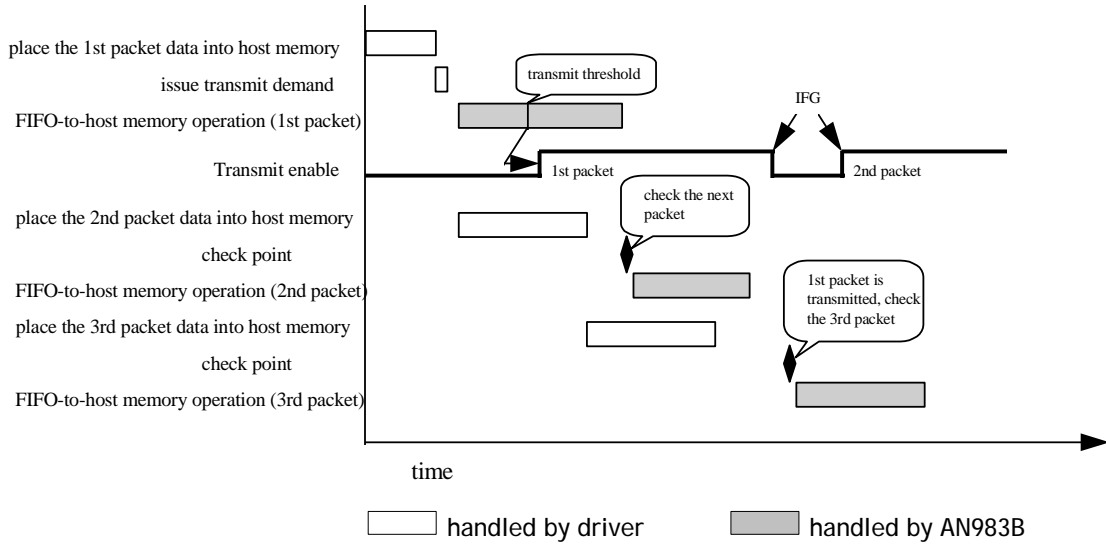 place the 1st packet data into host memory
issue transmit demand
transmit threshold
FIFO-to-host memory operation (1st packet)
IFG
Transmit enable
1st packet
2nd packet
check the next
packet
place the 2nd packet data into host memory
check point
FIFO-to-host memory operation (2nd packet)
1st packet is
transmitted, check
the 3rd packet
place the 3rd packet data into host memory
check point
FIFO-to-host memory operation (3rd packet)
time
handled by driver
handled by AN983B